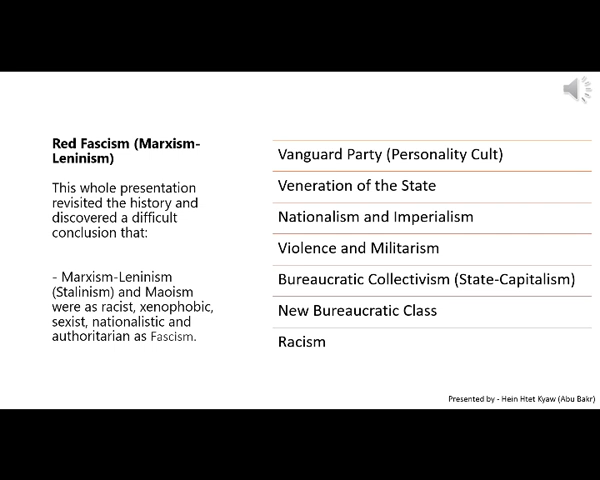 Red Fascism (Marxism-
Leninism)
This whole presentation
revisited the history and
discovered a difficult
conclusion that:
- Marxism-Leninism
(Stalinism) and Maoism
were as racist, xenophobic,
sexist, nationalistic and
authoritarian as Fascism.
Vanguard Party (Personality Cult)
Veneration of the State
Nationalism and Imperialism
Violence and Militarism
Bureaucratic Collectivism (State-Capitalism)
New Bureaucratic Class
Racism
Presented by - Hein Htet Kyaw (Abu Bakr)